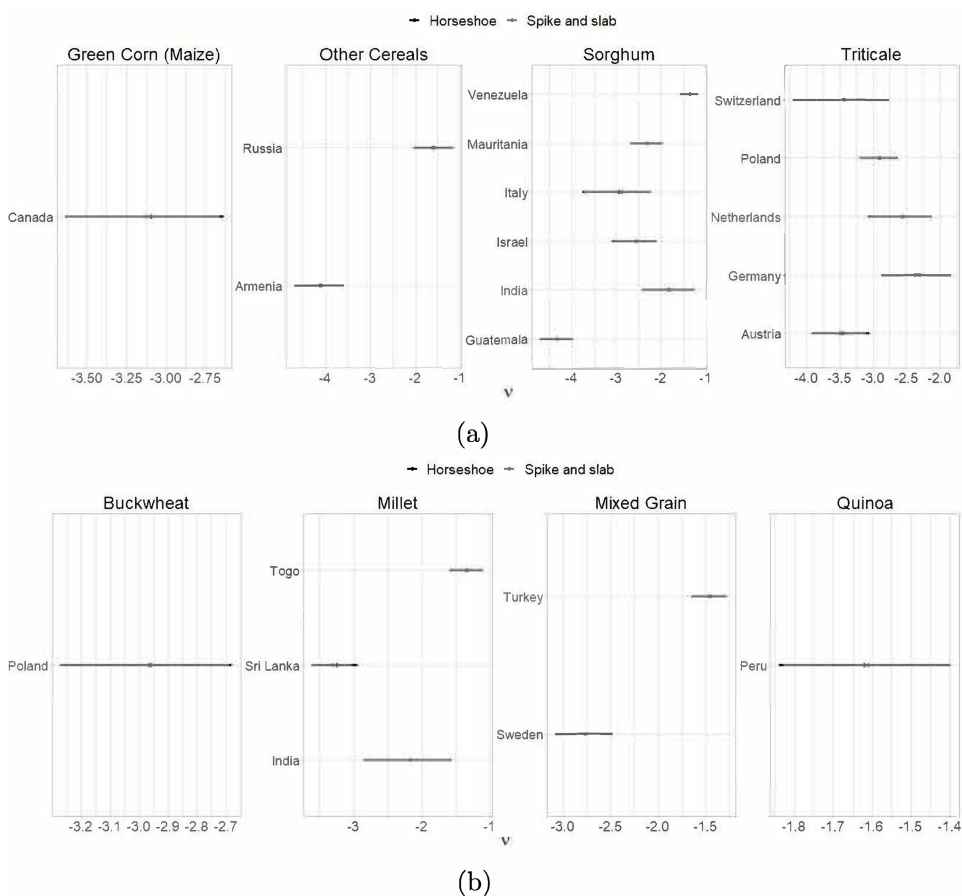 Horseshoe Spike and slab
Green Corn (Maize) Other Cereals Sorghum Triticale
Venezuela
Switzerland
Mauritania
Russia
Poland
Italy
Canada
Netherlands
Israel
Germany
Armenia
India
Austria
Guatemala
-3.50 -3.25 -3.00 -2.75 -4 -3 -2 -1 -4 -3 -2 -1 -4.0 -3.5 -3.0 -2.5 -2.0
ν
(a)
Horseshoe Spike and slab
Buckwheat Millet Mixed Grain Quinoa
Togo
Turkey
Poland Sri Lanka Peru
Sweden
India
-3.2 -3.1 -3.0 -2.9 -2.8 -2.7 -3 -2 -1 -3.0 -2.5 -2.0 -1.5 -1.8 -1.7 -1.6 -1.5 -1.4
ν
(b)